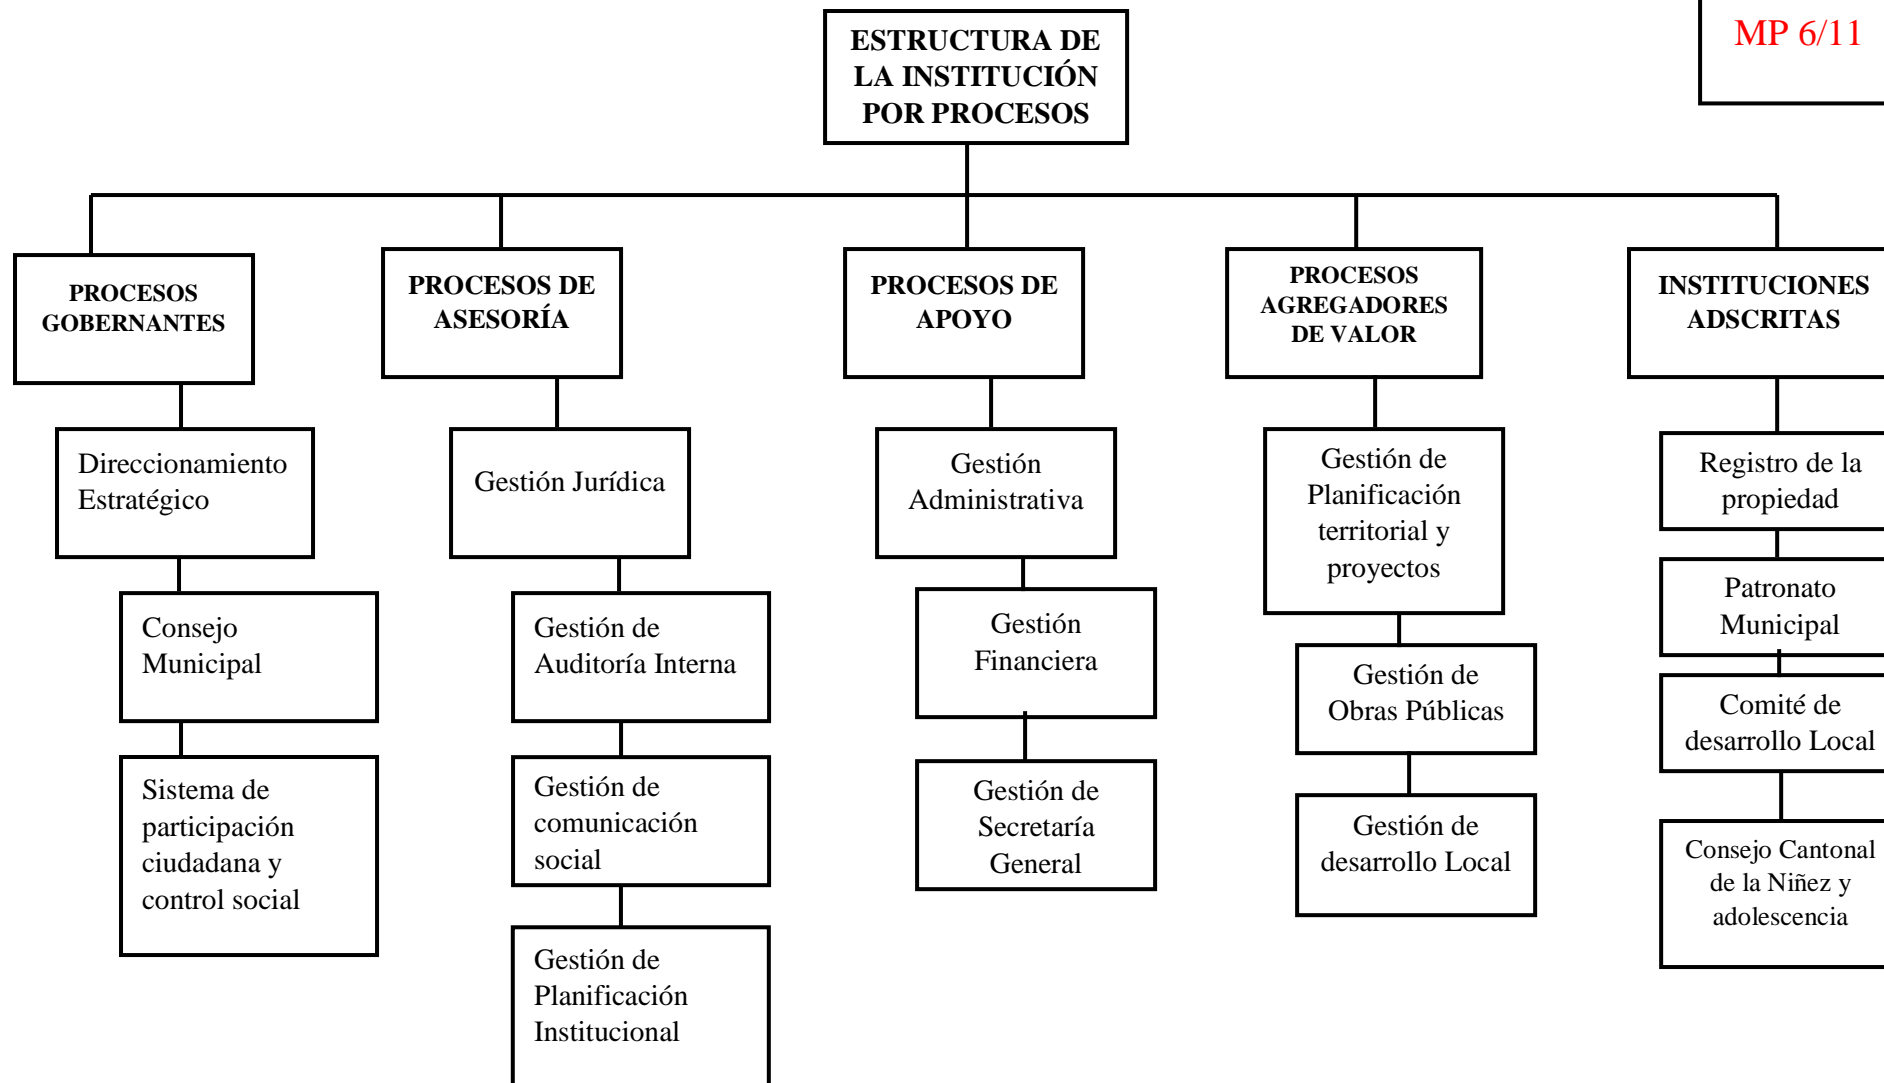 MP 6/11
ESTRUCTURA DE
LA INSTITUCIÓN
POR PROCESOS
PROCESOS
GOBERNANTES
PROCESOS DE
ASESORÍA
PROCESOS DE
APOYO
PROCESOS
AGREGADORES
DE VALOR
INSTITUCIONES
ADSCRITAS
Direccionamiento
Estratégico
Consejo
Municipal
Sistema de
participación
ciudadana y
control social
Gestión Jurídica
Gestión de
Auditoría Interna
Gestión de
comunicación
social
Gestión de
Planificación
Institucional
Gestión
Administrativa
Gestión
Financiera
Gestión de
Secretaría
General
Gestión de
Planificación
territorial y
proyectos
Gestión de
Obras Públicas
Gestión de
desarrollo Local
Registro de la
propiedad
Patronato
Municipal
Comité de
desarrollo Local
Consejo Cantonal
de la Niñez y
adolescencia